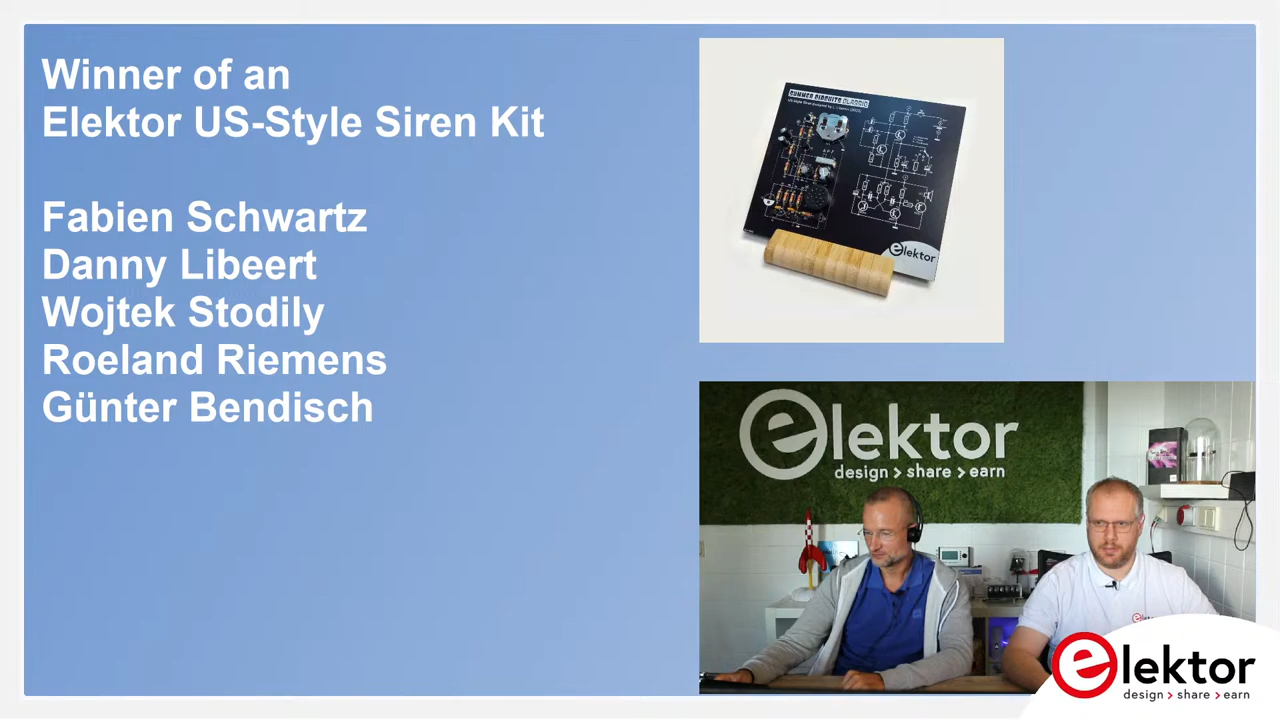 Winner of an
Elektor US-Style Siren Kit
Fabien Schwartz
Danny Libeert
Wojtek Stodily
Roeland Riemens
Günter Bendisch
SUMMER CIRCUITS CLASSIC
elektor
elektor
design > share > earn
elektor
design > share > earn